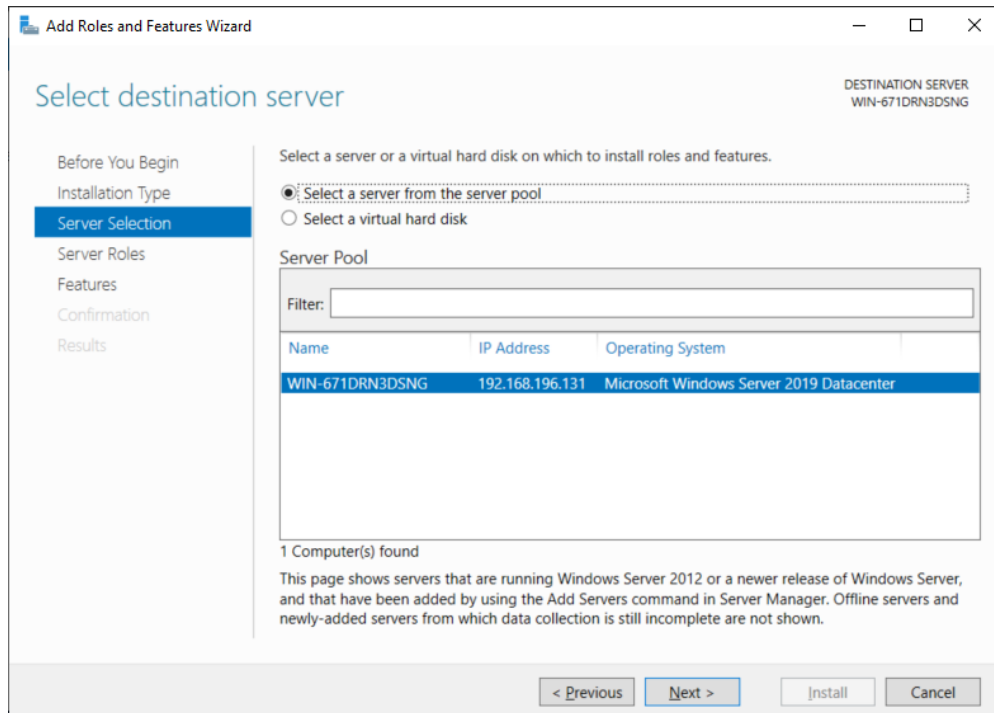 Add Roles and Features Wizard
Select destination server
DESTINATION SERVER
WIN-671DRN3DSNG
Before You Begin
Installation Type
Server Selection
Server Roles
Features
Confirmation
Results
Select a server or a virtual hard disk on which to install roles and features.
Select a server from the server pool
Select a virtual hard disk
Server Pool
Filter:
Name IP Address Operating System
WIN-671DRN3DSNG 192.168.196.131 Microsoft Windows Server 2019 Datacenter
1 Computer(s) found
This page shows servers that are running Windows Server 2012 or a newer release of Windows Server,
and that have been added by using the Add Servers command in Server Manager. Offline servers and
newly-added servers from which data collection is still incomplete are not shown.
< Previous Next > Install Cancel